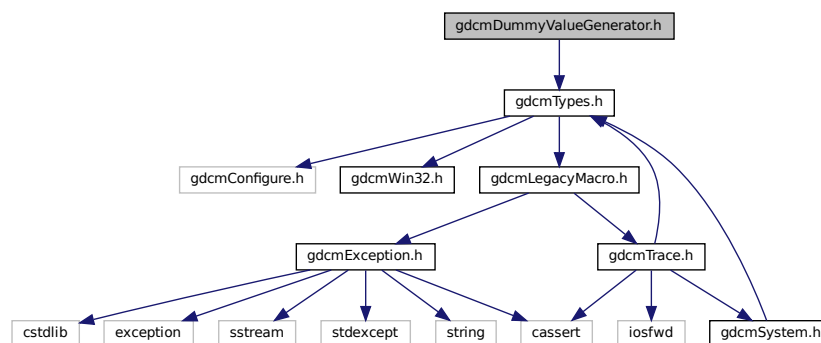 gdcmDummyValueGenerator.h
gdcmTypes.h
gdcmConfigure.h
gdcmWin32.h
gdcmLegacyMacro.h
gdcmException.h
gdcmTrace.h
cstdlib
exception
sstream
stdexcept
string
cassert
iosfwd
gdcmSystem.h